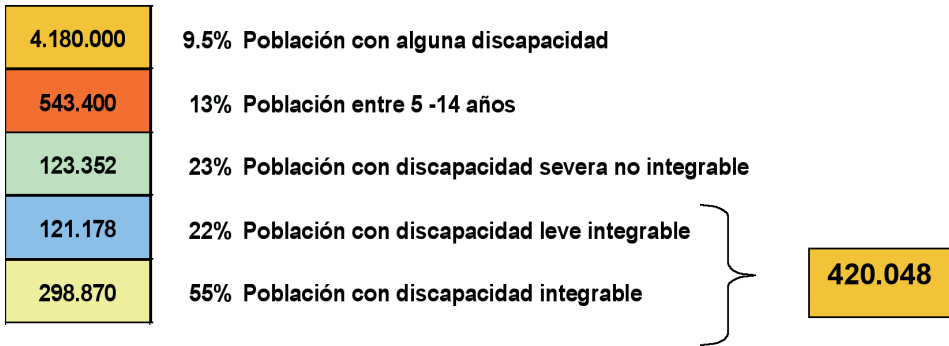 4.180.000 9.5% Población con alguna discapacidad
543.400 13% Población entre 5 -14 años
123.352 23% Población con discapacidad severa no integrable
121.178 22% Población con discapacidad leve integrable
298.870 55% Población con discapacidad integrable
420.048